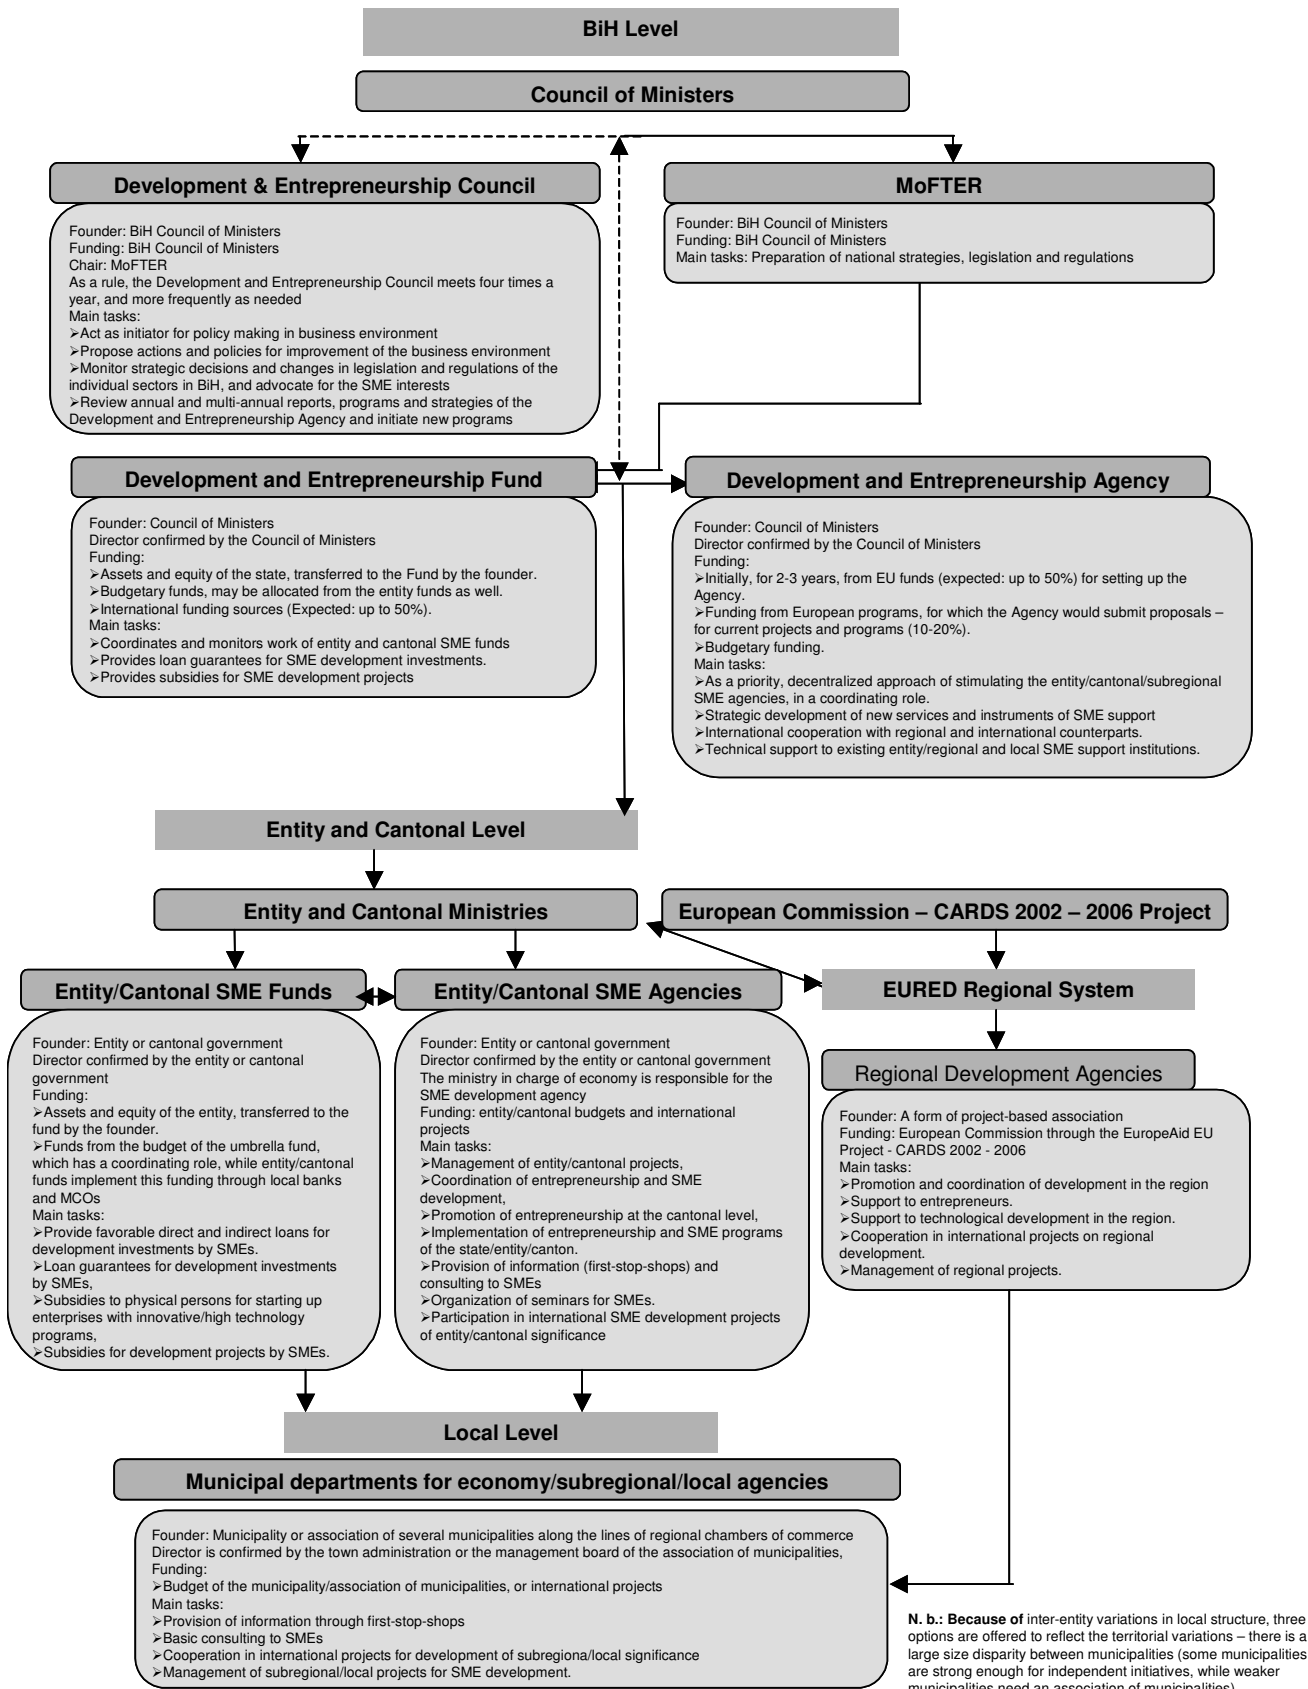 BiH Level
Council of Ministers
Development & Entrepreneurship Council
Founder: BiH Council of Ministers
Funding: BiH Council of Ministers
Chair: MoFTER
As a rule, the Development and Entrepreneurship Council meets four times a
year, and more frequently as needed
Main tasks:
➢Act as initiator for policy making in business environment
➢Propose actions and policies for improvement of the business environment
➢Monitor strategic decisions and changes in legislation and regulations of the
individual sectors in BiH, and advocate for the SME interests
➢Review annual and multi-annual reports, programs and strategies of the
Development and Entrepreneurship Agency and initiate new programs
MoFTER
Founder: BiH Council of Ministers
Funding: BiH Council of Ministers
Main tasks: Preparation of national strategies, legislation and regulations
Development and Entrepreneurship Fund
Founder: Council of Ministers
Director confirmed by the Council of Ministers
Funding:
➢Assets and equity of the state, transferred to the Fund by the founder.
➢Budgetary funds, may be allocated from the entity funds as well.
➢International funding sources (Expected: up to 50%).
Main tasks:
➢Coordinates and monitors work of entity and cantonal SME funds
➢Provides loan guarantees for SME development investments.
➢Provides subsidies for SME development projects
Development and Entrepreneurship Agency
Founder: Council of Ministers
Director confirmed by the Council of Ministers
Funding:
➢Initially, for 2-3 years, from EU funds (expected: up to 50%) for setting up the
Agency.
➢Funding from European programs, for which the Agency would submit proposals –
for current projects and programs (10-20%).
➢Budgetary funding.
Main tasks:
➢As a priority, decentralized approach of stimulating the entity/cantonal/subregional
SME agencies, in a coordinating role.
➢Strategic development of new services and instruments of SME support
➢International cooperation with regional and international counterparts.
➢Technical support to existing entity/regional and local SME support institutions.
Entity and Cantonal Level
Entity and Cantonal Ministries
European Commission – CARDS 2002 – 2006 Project
Entity/Cantonal SME Funds
Founder: Entity or cantonal government
Director confirmed by the entity or cantonal
government
Funding:
➢Assets and equity of the entity, transferred to the
fund by the founder.
➢Funds from the budget of the umbrella fund,
which has a coordinating role, while entity/cantonal
funds implement this funding through local banks
and MCOs
Main tasks:
➢Provide favorable direct and indirect loans for
development investments by SMEs.
➢Loan guarantees for development investments
by SMEs,
➢Subsidies to physical persons for starting up
enterprises with innovative/high technology
programs,
➢Subsidies for development projects by SMEs.
Entity/Cantonal SME Agencies
Founder: Entity or cantonal government
Director confirmed by the entity or cantonal government
The ministry in charge of economy is responsible for the
SME development agency
Funding: entity/cantonal budgets and international
projects
Main tasks:
➢Management of entity/cantonal projects,
➢Coordination of entrepreneurship and SME
development,
➢Promotion of entrepreneurship at the cantonal level,
➢Implementation of entrepreneurship and SME programs
of the state/entity/canton.
➢Provision of information (first-stop-shops) and
consulting to SMEs
➢Organization of seminars for SMEs.
➢Participation in international SME development projects
of entity/cantonal significance
EURED Regional System
Regional Development Agencies
Founder: A form of project-based association
Funding: European Commission through the EuropeAid EU
Project - CARDS 2002 - 2006
Main tasks:
➢Promotion and coordination of development in the region
➢Support to entrepreneurs.
➢Support to technological development in the region.
➢Cooperation in international projects on regional
development.
➢Management of regional projects.
Local Level
Municipal departments for economy/subregional/local agencies
Founder: Municipality or association of several municipalities along the lines of regional chambers of commerce
Director is confirmed by the town administration or the management board of the association of municipalities,
Funding:
➢Budget of the municipality/association of municipalities, or international projects
Main tasks:
➢Provision of information through first-stop-shops
➢Basic consulting to SMEs
➢Cooperation in international projects for development of subregiona/local significance
➢Management of subregional/local projects for SME development.
N. b.: Because of inter-entity variations in local structure, three
options are offered to reflect the territorial variations – there is a
large size disparity between municipalities (some municipalities
are strong enough for independent initiatives, while weaker
municipalities need an association of municipalities)